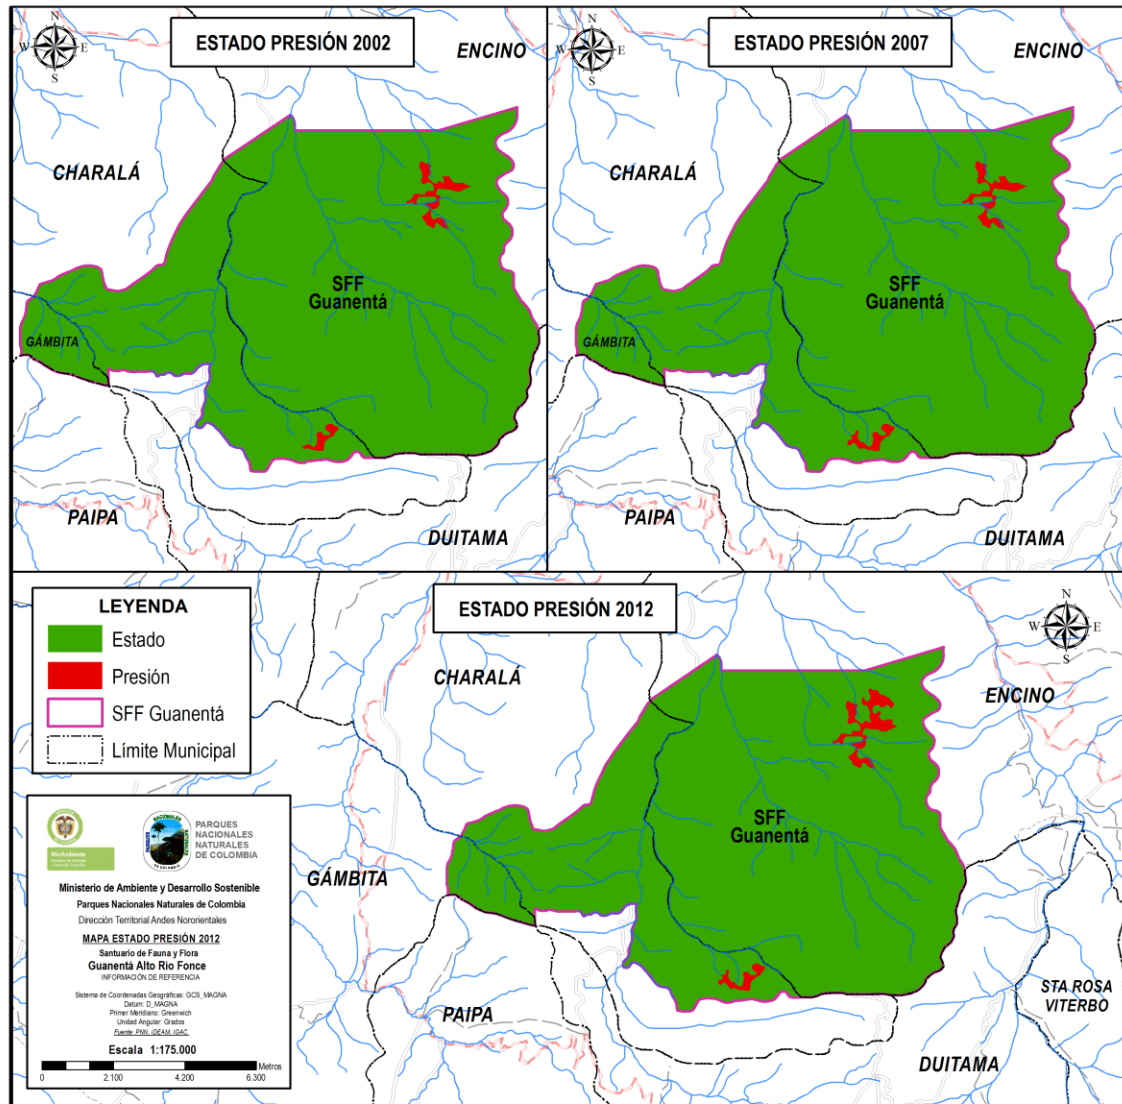 ESTADO PRESIÓN 2002
N
W
E
S
ENCINO
CHARALÁ
SFF
Guanentá
GÁMBITA
PAIPA
DUITAMA
ESTADO PRESIÓN 2007
N
W
E
S
ENCINO
CHARALÁ
SFF
Guanentá
GÁMBITA
PAIPA
DUITAMA
LEYENDA
Estado
Presión
SFF Guanentá
Límite Municipal
ESTADO PRESIÓN 2012
N
W
E
S
CHARALÁ
ENCINO
SFF
Guanentá
GÁMBITA
PAIPA
STA ROSA
VITERBO
DUITAMA
MinAmbiente
PARQUES
NACIONALES
NATURALES
DE COLOMBIA
Ministerio de Ambiente y Desarrollo Sostenible
Parques Nacionales Naturales de Colombia
Dirección Territorial Andes Nororientales
MAPA ESTADO PRESIÓN 2012
Santuario de Fauna y Flora
Guanentá Alto Río Fonce
INFORMACIÓN DE REFERENCIA
Sistema de Coordenadas Geográficas: GCS_MAGNA
Datum: D_MAGNA
Primer Meridiano: Greenwich
Unidad Angular: Grados
Fuente: PNN, IDEAM, IGAC.
Escala 1:175.000
Metros
0 2.100 4.200 6.300